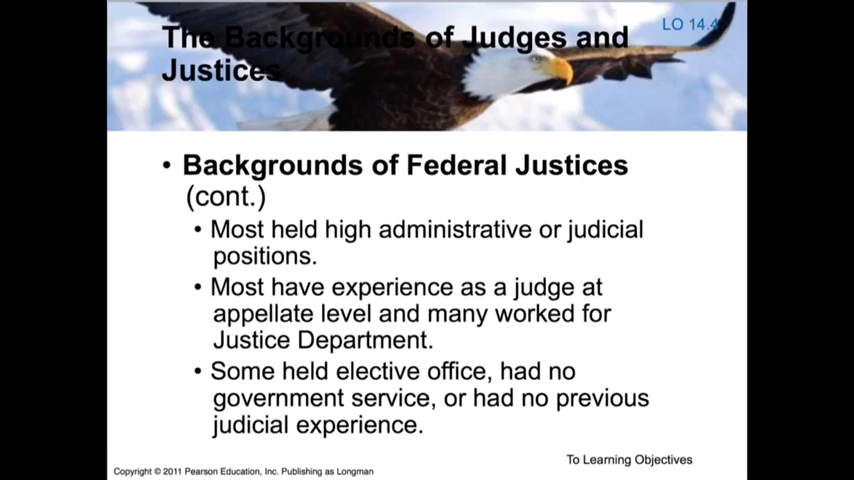 The Backgrounds of Judges and
Justices
LO 14.4
• Backgrounds of Federal Justices
(cont.)
• Most held high administrative or judicial
positions.
• Most have experience as a judge at
appellate level and many worked for
Justice Department.
• Some held elective office, had no
government service, or had no previous
judicial experience.
To Learning Objectives
Copyright © 2011 Pearson Education, Inc. Publishing as Longman